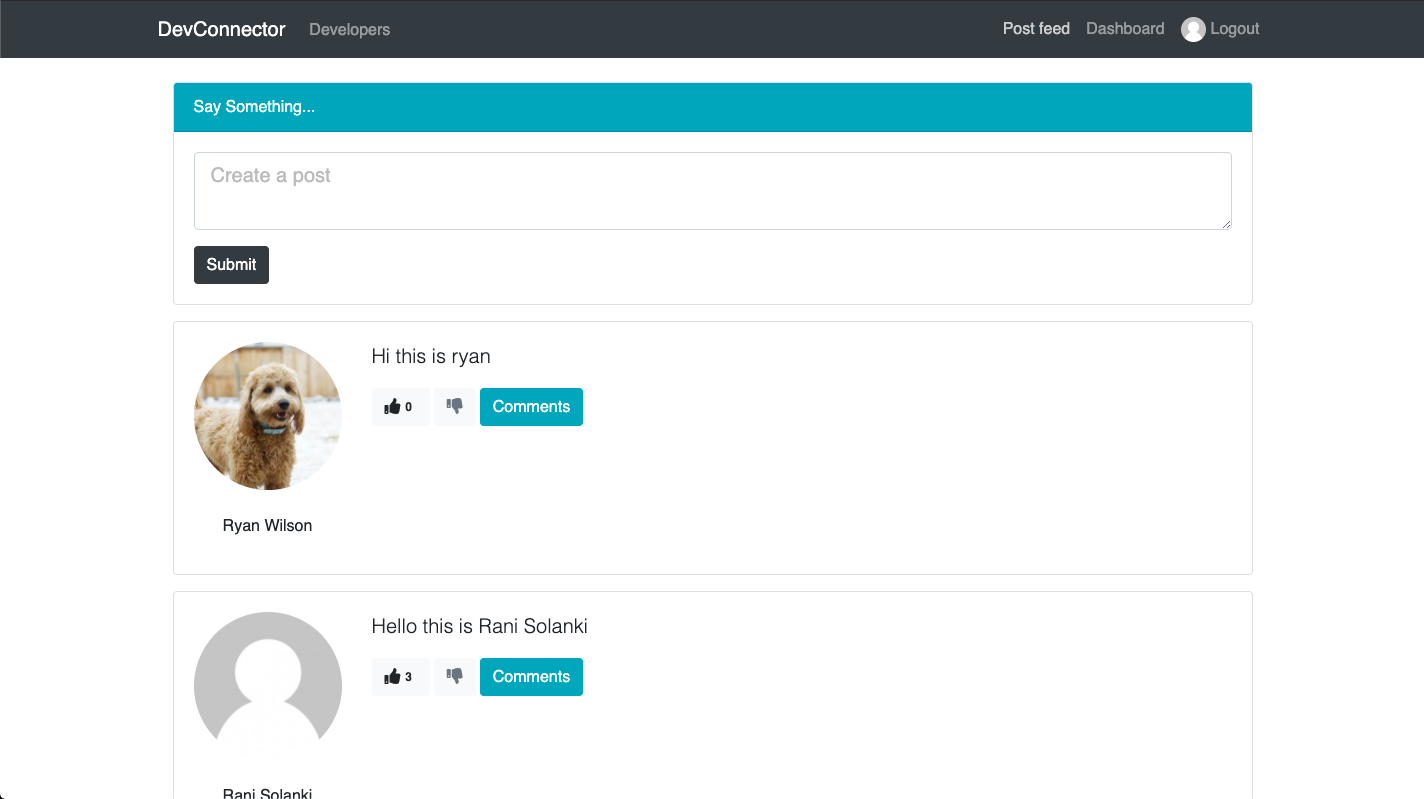 DevConnector Developers Post feed Dashboard Logout
Say Something...
Create a post
Submit
Hi this is ryan
0 Comments
Ryan Wilson
Hello this is Rani Solanki
3 Comments
Rani Solanki